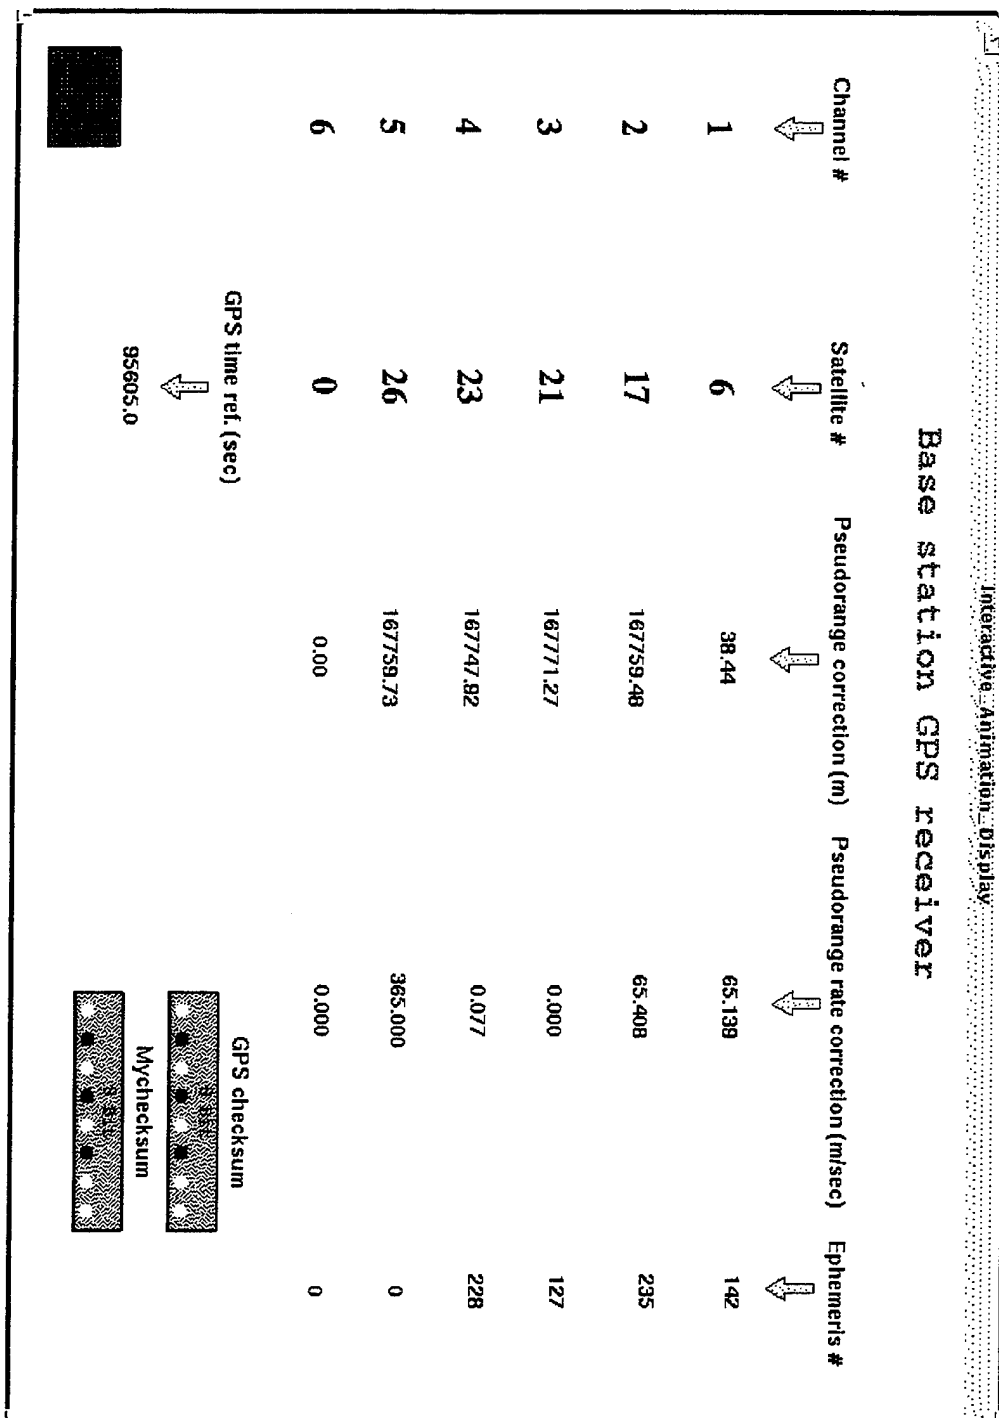 Interactive Animation Display
Base station GPS receiver
Channel # Satellite # Pseudorange correction (m) Pseudorange rate correction (m/sec) Ephemeris #
1 6 38.44 65.139 142
2 17 167759.48 65.408 235
3 21 167771.27 0.000 127
4 23 167747.92 0.077 228
5 26 167759.73 365.000 0
6 0 0.00 0.000 0
GPS time ref. (sec)
95605.0
GPS checksum
Mychecksum